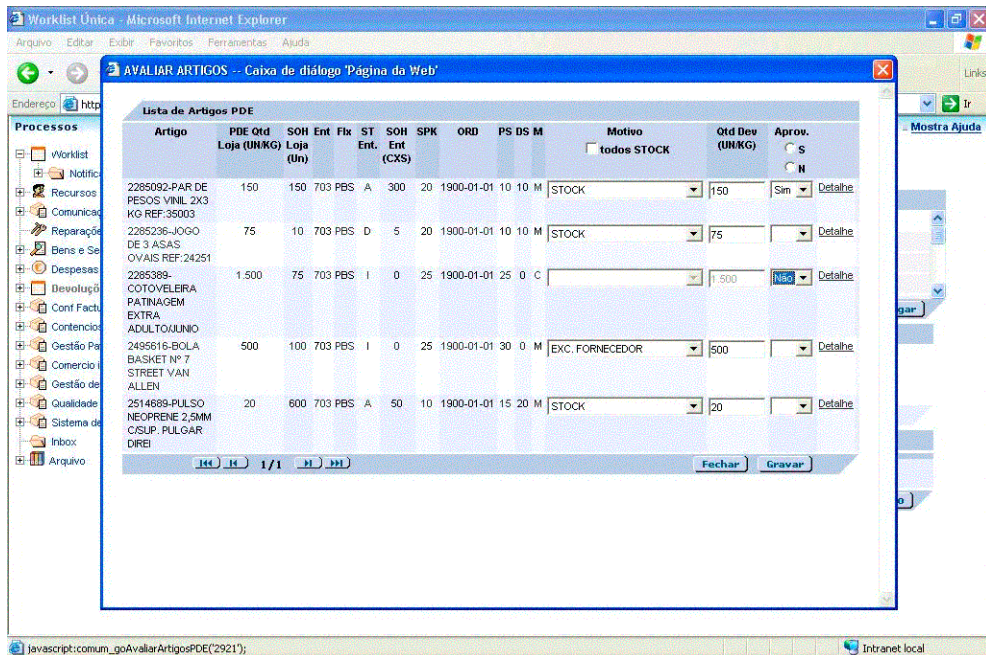 Worklist Única - Microsoft Internet Explorer
Arquivo Editar Exibir Favoritos Ferramentas Ajuda
Links
Endereço http
Ir
AVALIAR ARTIGOS -- Caixa de diálogo 'Página da Web'
Processos
Mostra Ajuda
Worklist
Notific
Recursos
Comunicaç
Reparaçõe
Bens e Se
Despesas
Devoluçõ
Conf Factu
Contencios
Gestão Pa
Comercio i
Gestão de
Qualidade
Sistema de
Inbox
Arquivo
Lista de Artigos PDE
Artigo PDE Qtd Loja (UN/KG) SOH Loja (Un) Ent Flx ST Ent. SOH Ent (CXS) SPK ORD PS DS M Motivo Qtd Dev (UN/KG) Aprov.
todos STOCK
S
N
2285092-PAR DE 150 150 703 PBS A 300 20 1900-01-01 10 10 M STOCK 150 Sim Detalhe
PESOS VINIL 2X3
KG REF:35003
2285236-JOGO 75 10 703 PBS D 5 20 1900-01-01 10 10 M STOCK 75 Detalhe
DE 3 ASAS
OVAIS REF:24251
2285389- 1.500 75 703 PBS I 0 25 1900-01-01 25 0 C 1.500 Não Detalhe
COTOVELEIRA
PATINAGEM
EXTRA
ADULTO/JUNIO
2495616-BOLA 500 100 703 PBS I 0 25 1900-01-01 30 0 M EXC. FORNECEDOR 500 Detalhe
BASKET Nº 7
STREET VAN
ALLEN
2514689-PULSO 20 600 703 PBS A 50 10 1900-01-01 15 20 M STOCK 20 Detalhe
NEOPRENE 2,5MM
C/SUP. PULGAR
DIREI
1/1
Fechar Gravar
gar
o
javascript:comum_goAvaliarArtigosPDE('2921');
Intranet local